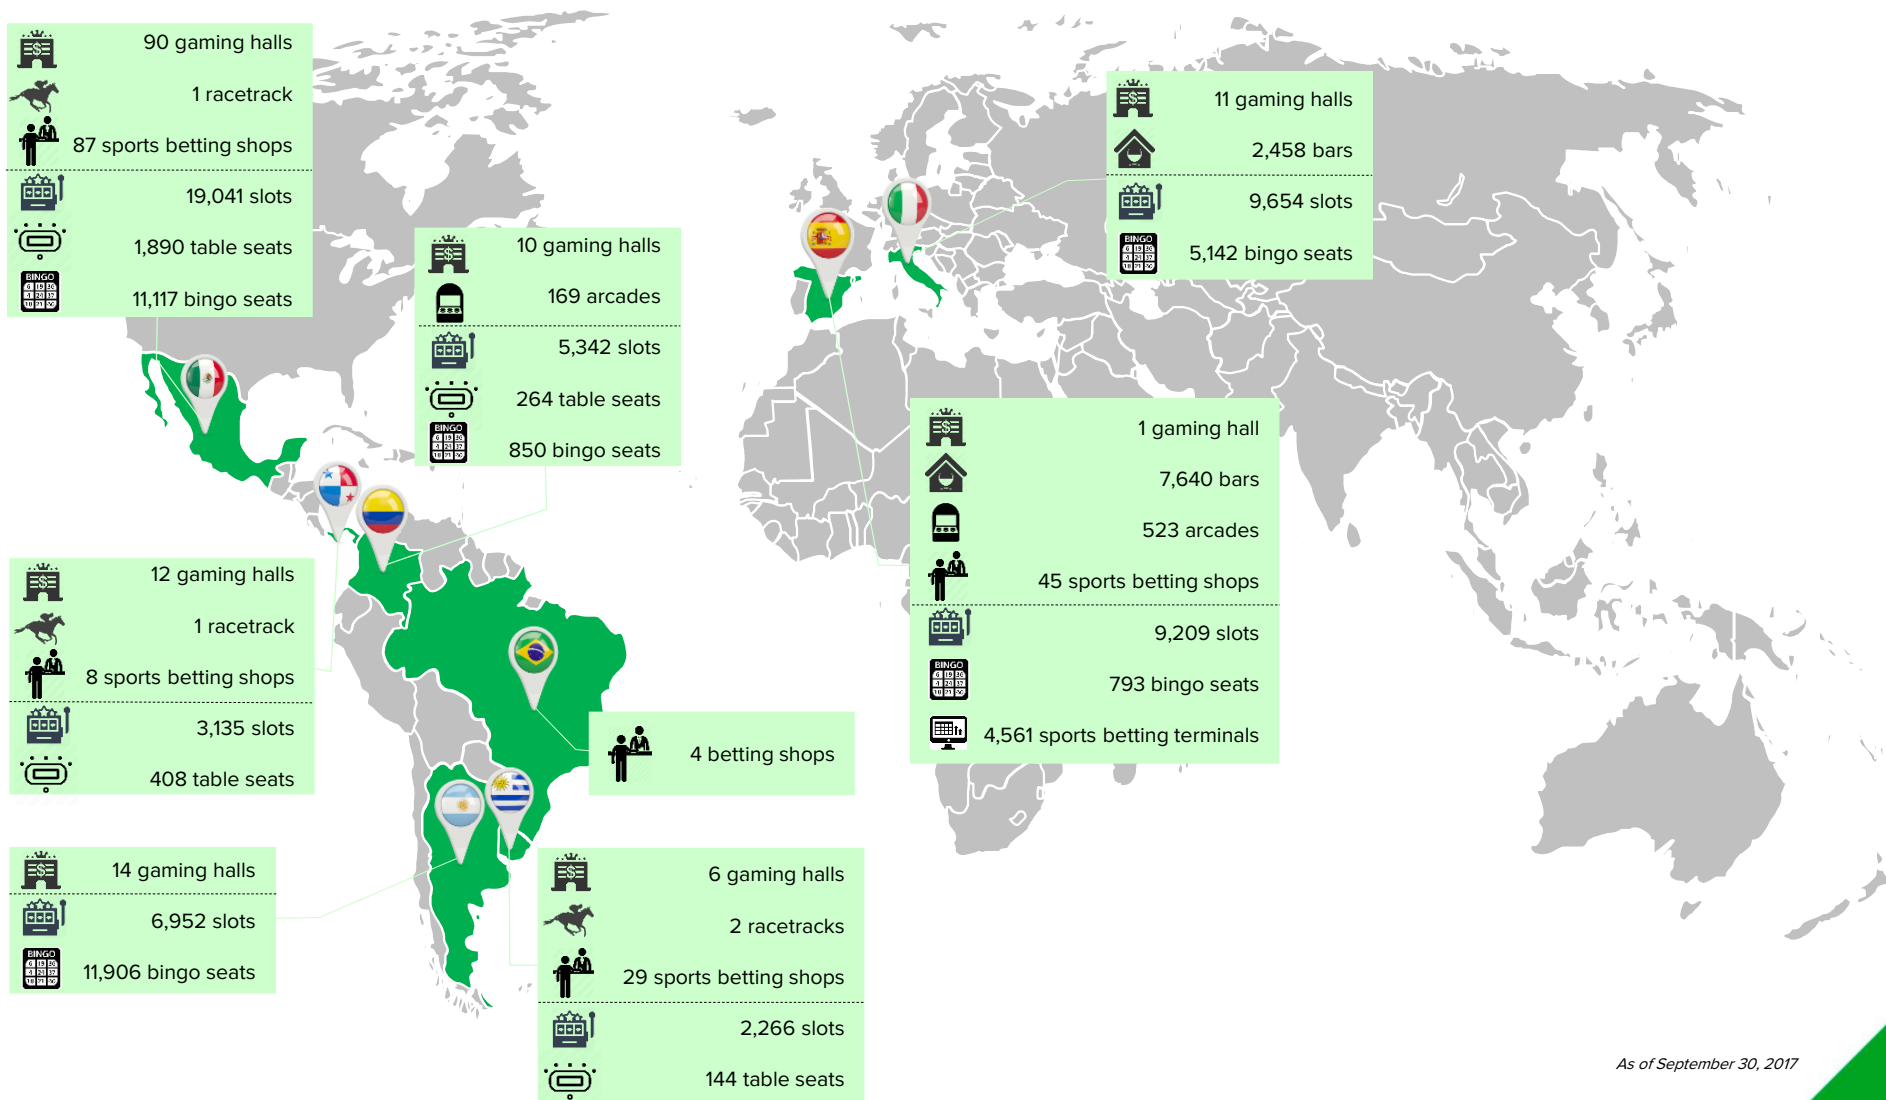 90 gaming halls
1 racetrack
87 sports betting shops
19,041 slots
1,890 table seats
BINGO
11,117 bingo seats
10 gaming halls
169 arcades
5,342 slots
264 table seats
BINGO
850 bingo seats
11 gaming halls
2,458 bars
9,654 slots
BINGO
5,142 bingo seats
1 gaming hall
7,640 bars
523 arcades
45 sports betting shops
9,209 slots
BINGO
793 bingo seats
4,561 sports betting terminals
12 gaming halls
1 racetrack
8 sports betting shops
3,135 slots
408 table seats
4 betting shops
14 gaming halls
6,952 slots
BINGO
11,906 bingo seats
6 gaming halls
2 racetracks
29 sports betting shops
2,266 slots
144 table seats
As of September 30, 2017